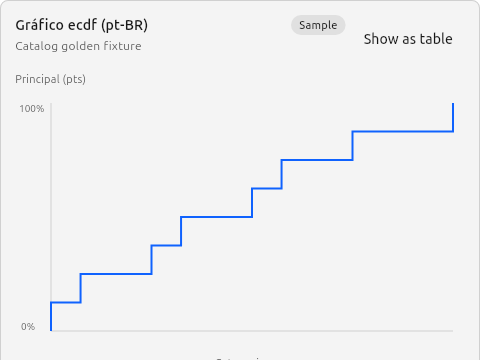 Gráfico ecdf (pt-BR)
Sample
Show as table
Catalog golden fixture
Principal (pts)
100%
0%